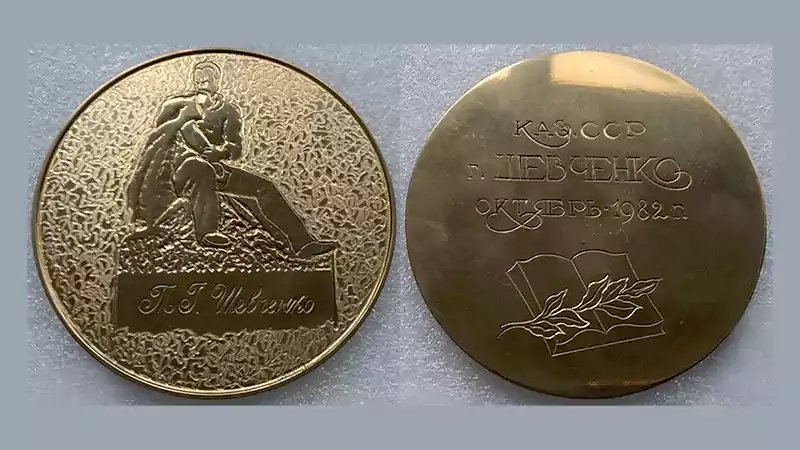 П. Г. Шевченко
КАЗ.ССР
г. ШЕВЧЕНКО
ОКТЯБРЬ·1982 г.